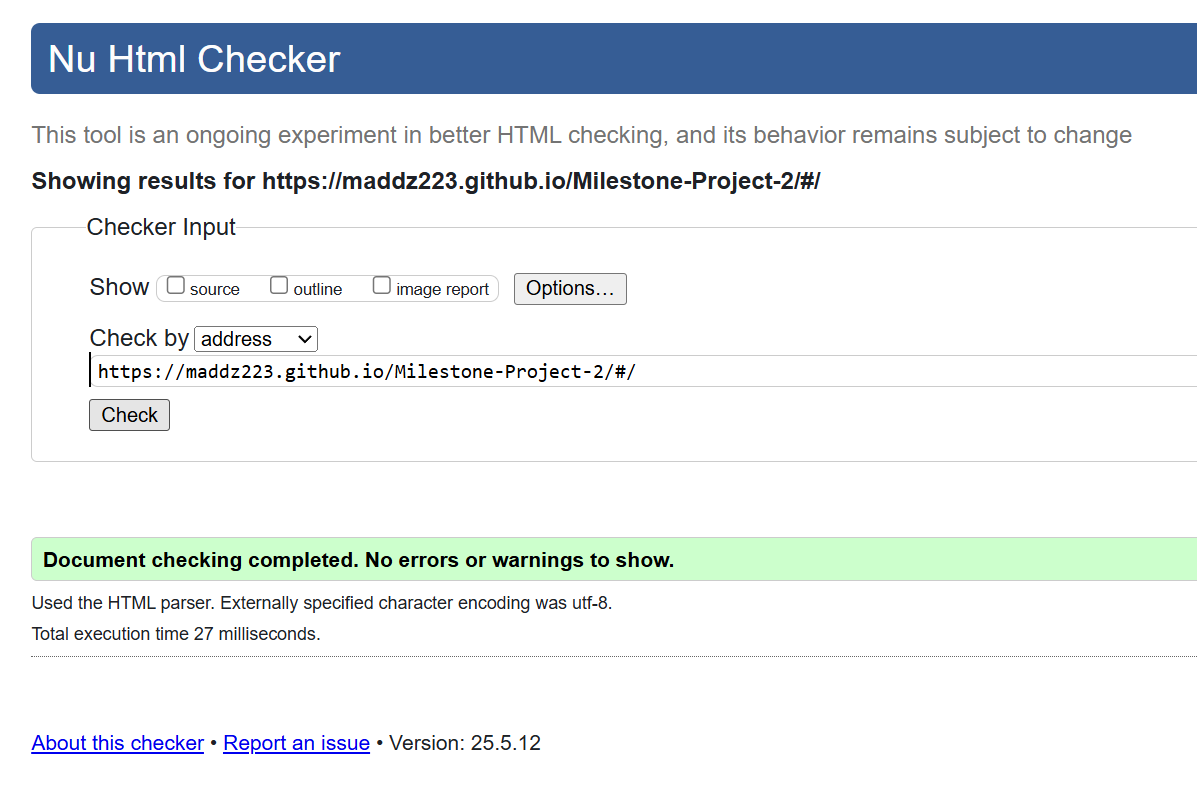 Nu Html Checker
This tool is an ongoing experiment in better HTML checking, and its behavior remains subject to change
Showing results for https://maddz223.github.io/Milestone-Project-2/#/
Checker Input
Show source outline image report Options...
Check by address
https://maddz223.github.io/Milestone-Project-2/#/
Check
Document checking completed. No errors or warnings to show.
Used the HTML parser. Externally specified character encoding was utf-8.
Total execution time 27 milliseconds.
About this checker • Report an issue • Version: 25.5.12